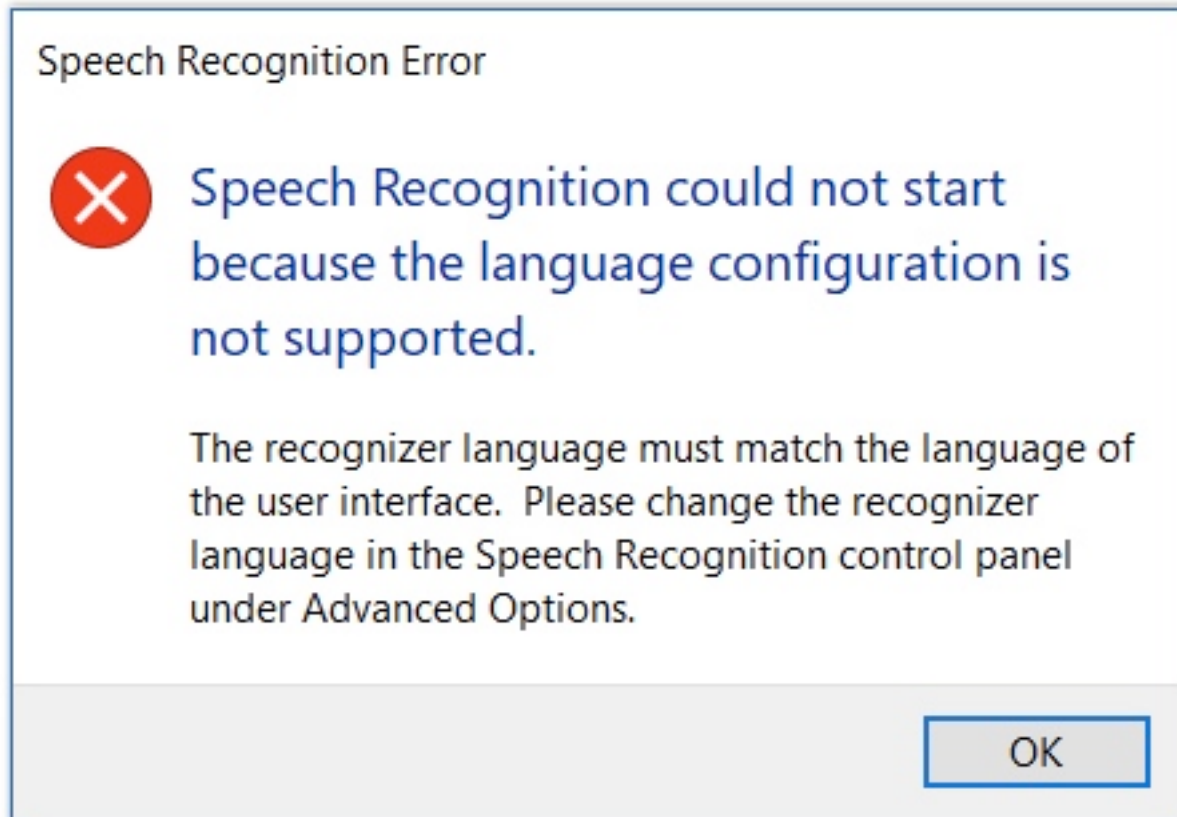 Speech Recognition Error
Speech Recognition could not start
because the language configuration is
not supported.
The recognizer language must match the language of
the user interface.  Please change the recognizer
language in the Speech Recognition control panel
under Advanced Options.
OK